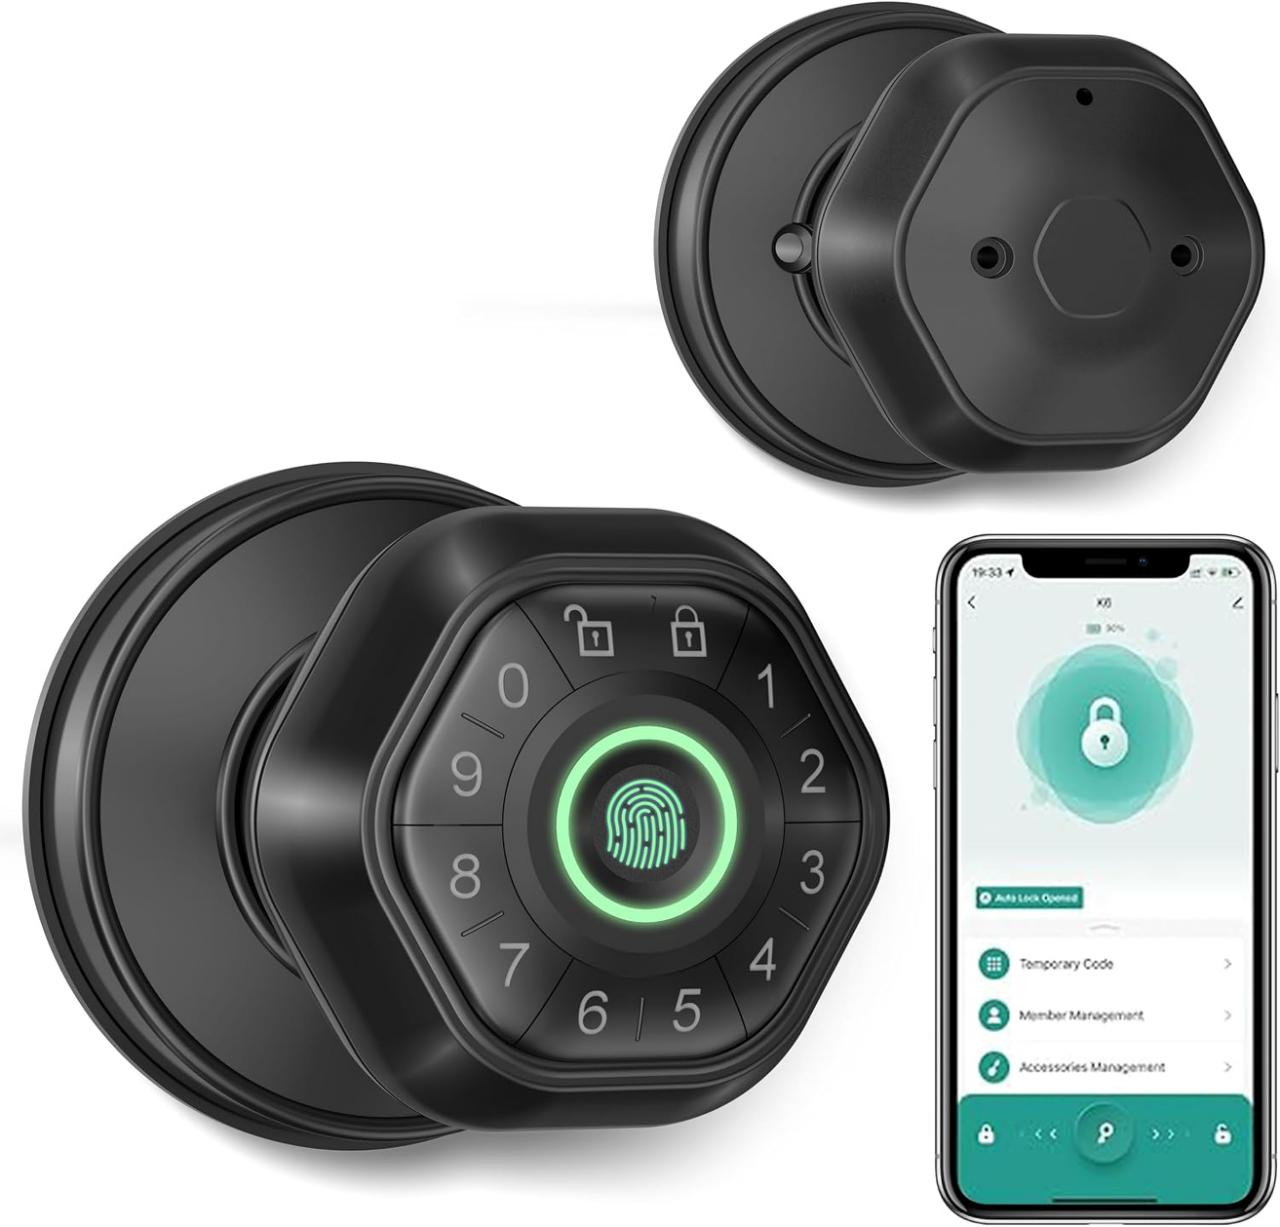 0
1
9
2
8
3
7
4
6
5
19:33
K6
90%
Auto Lock Opened
Temporary Code
Member Management
Accessories Management